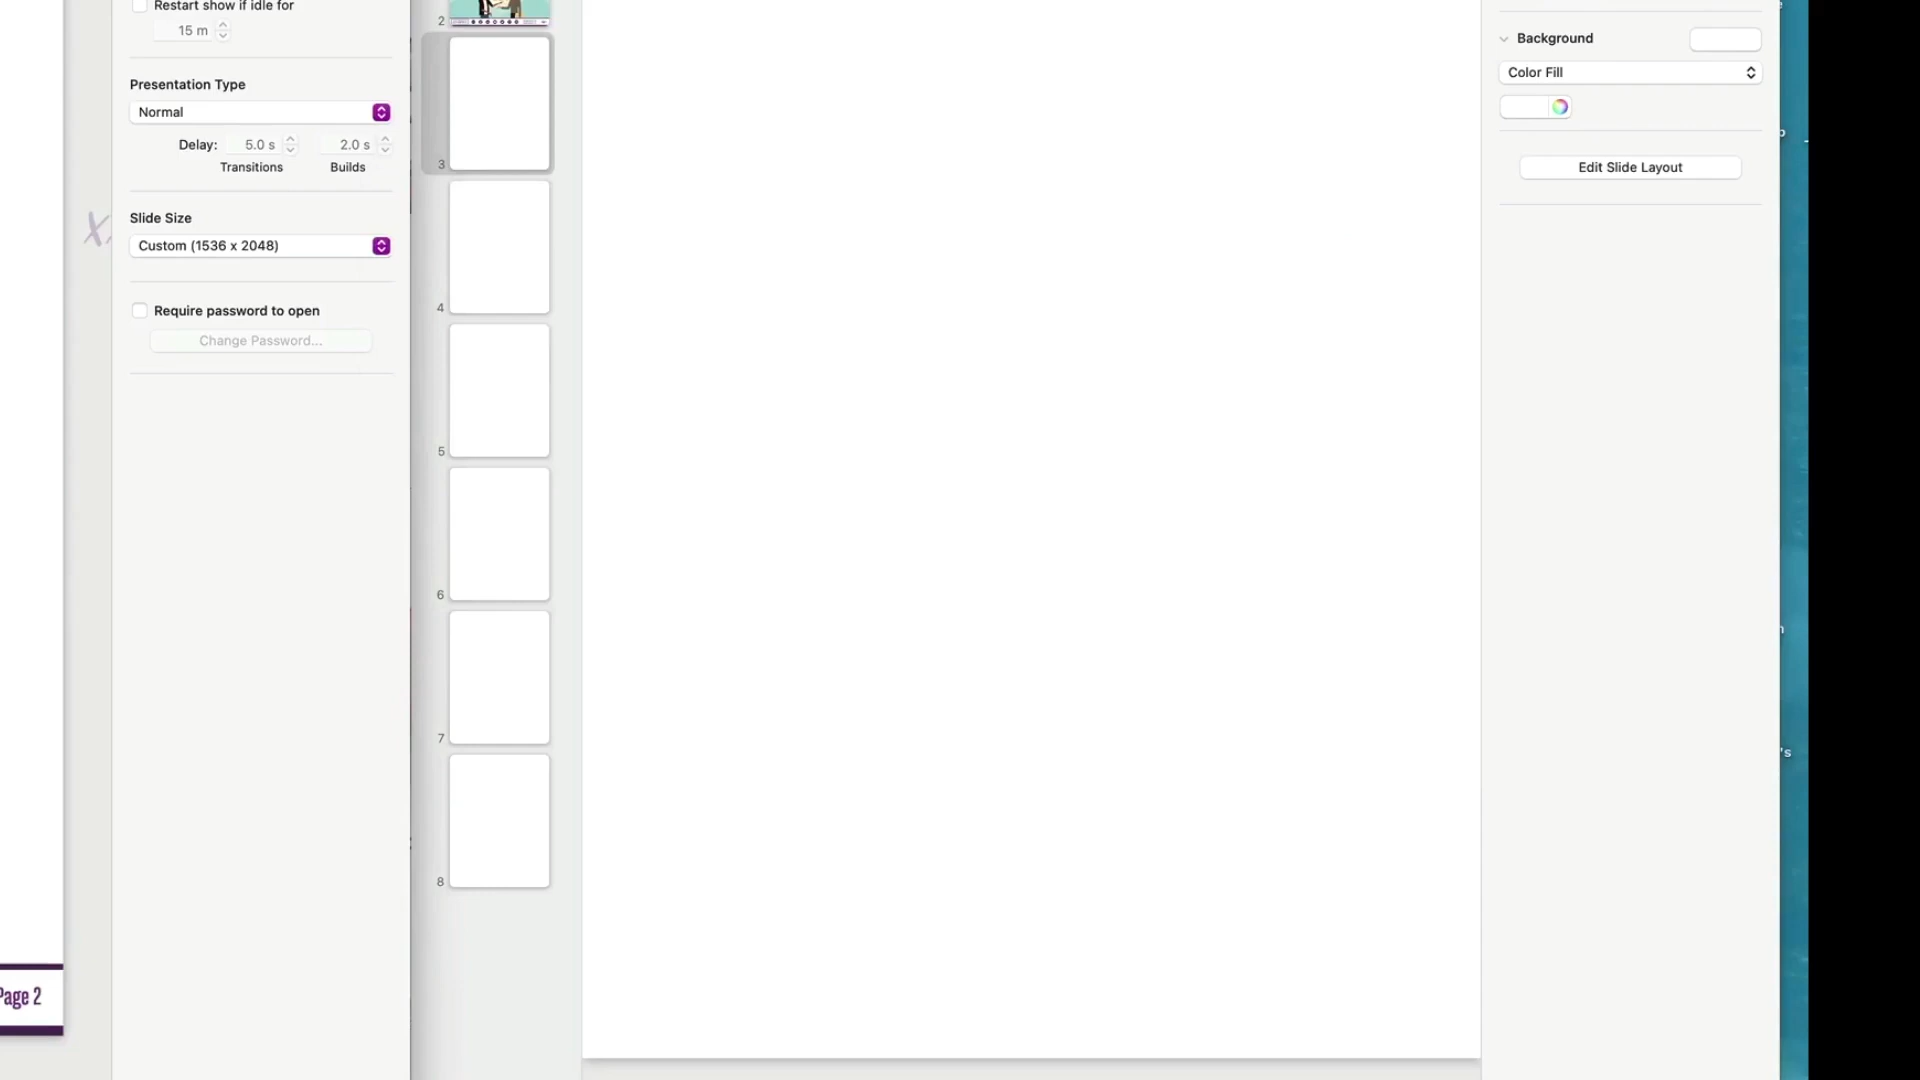 Restart show if idle for
15 m
Presentation Type
Normal
Delay: 5.0 s 2.0 s
Transitions Builds
Slide Size
Custom (1536 x 2048)
Require password to open
Change Password...
Page 2
2
3
4
5
6
7
8
Background
Color Fill
Edit Slide Layout
's